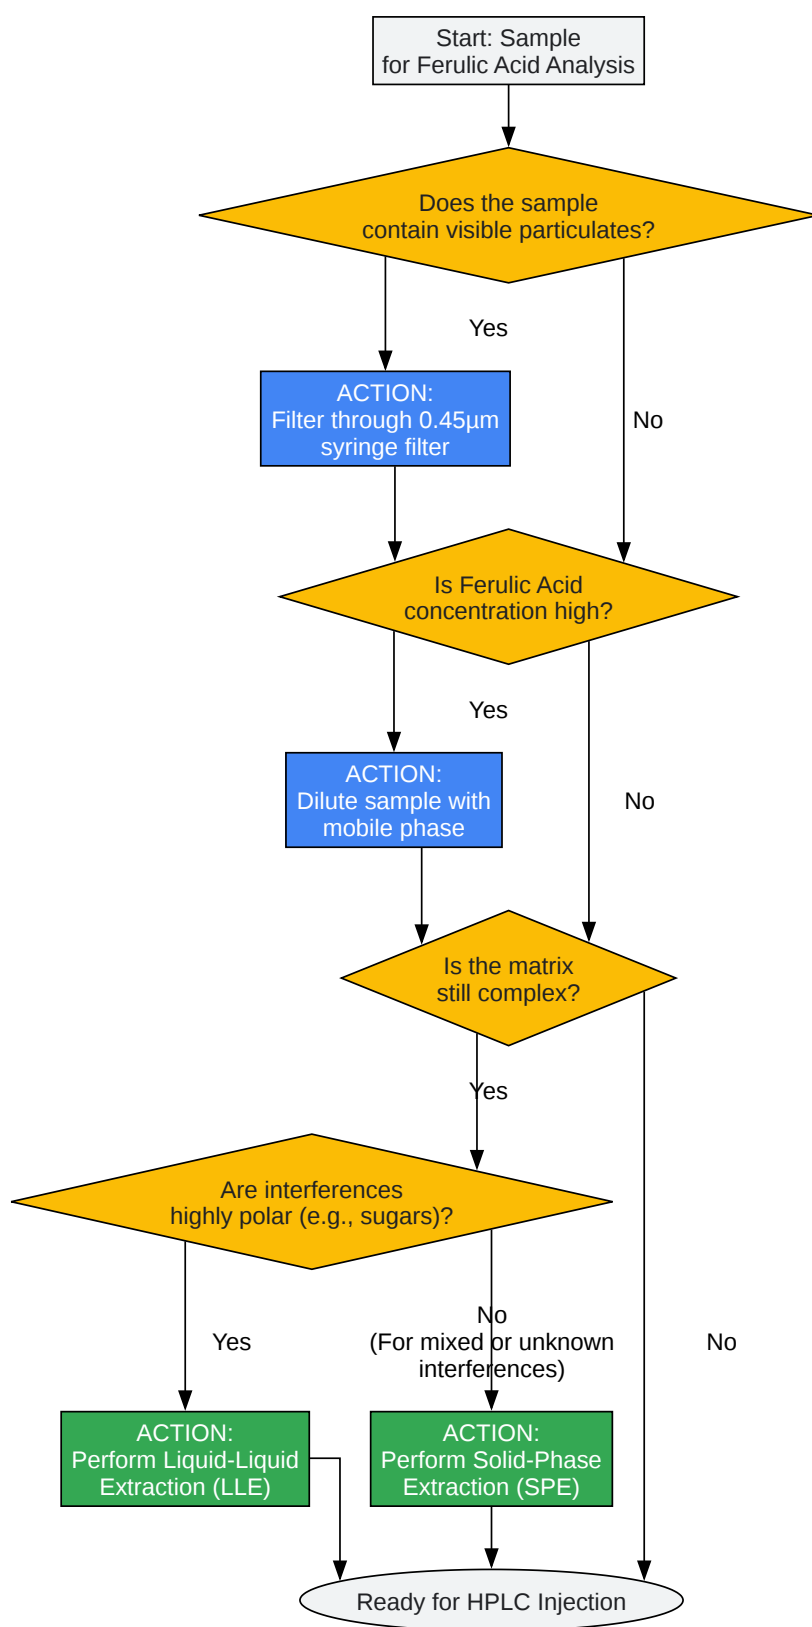 Start: Sample
for Ferulic Acid Analysis
Does the sample
contain visible particulates?
Yes
ACTION:
Filter through 0.45µm
syringe filter
No
Is Ferulic Acid
concentration high?
Yes
ACTION:
Dilute sample with
mobile phase
No
Is the matrix
still complex?
Yes
Are interferences
highly polar (e.g., sugars)?
Yes
No
(For mixed or unknown
interferences)
No
ACTION:
Perform Liquid-Liquid
Extraction (LLE)
ACTION:
Perform Solid-Phase
Extraction (SPE)
Ready for HPLC Injection